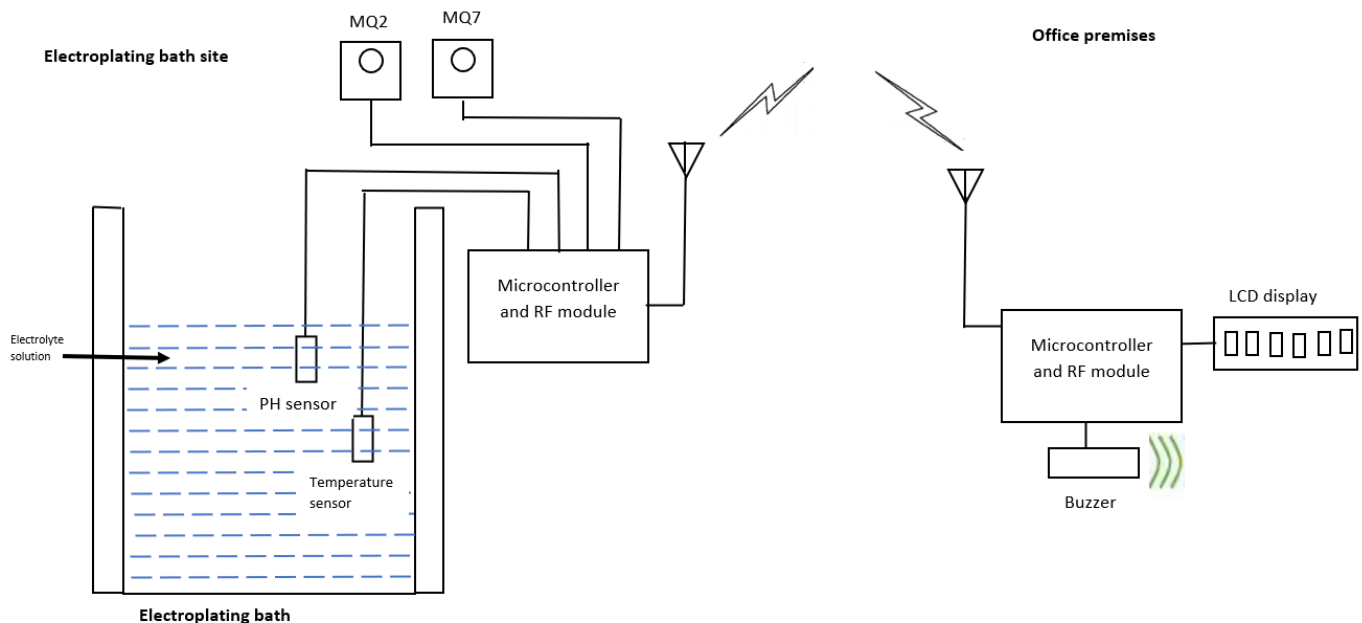 MQ2
MQ7
Electroplating bath site
Office premises
Microcontroller
and RF module
LCD display
Electrolyte
solution
Microcontroller
and RF module
PH sensor
Temperature
sensor
Buzzer
Electroplating bath